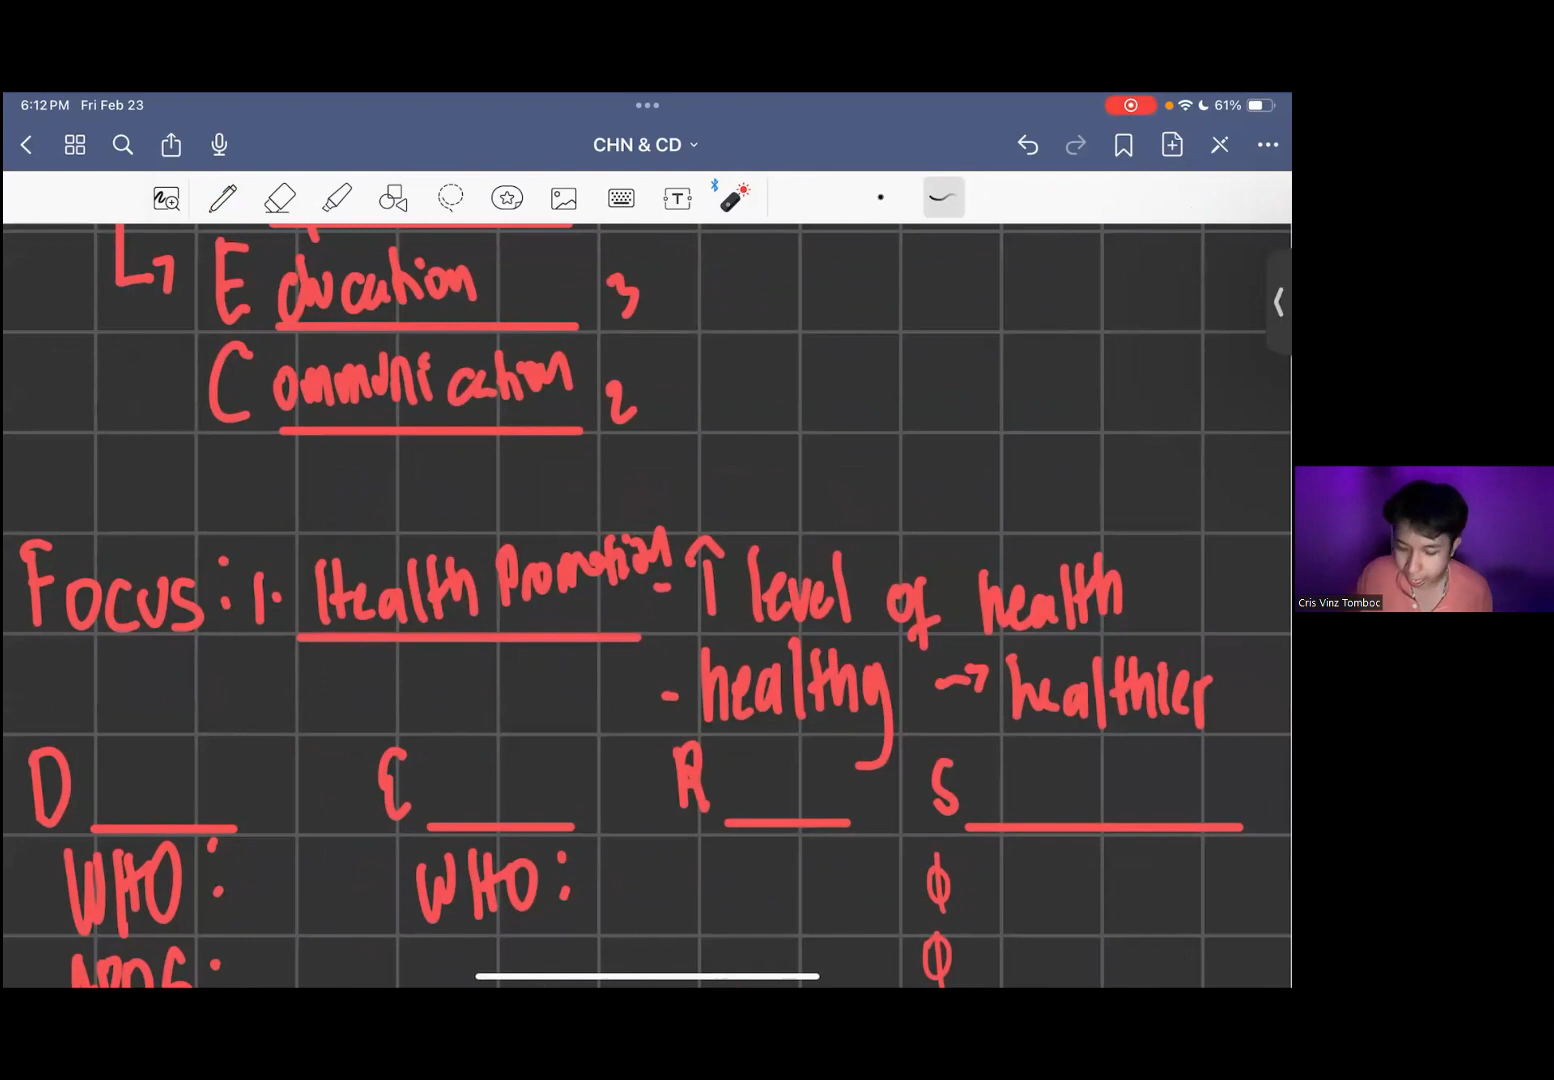 6:12 PM Fri Feb 23
61%
CHN & CD
Education 3
Communication 2
Focus: 1. Health Promotion - ↑ level of health
- healthy → healthier
D E R S
WHO: WHO:
Cris Vinz Tomboc